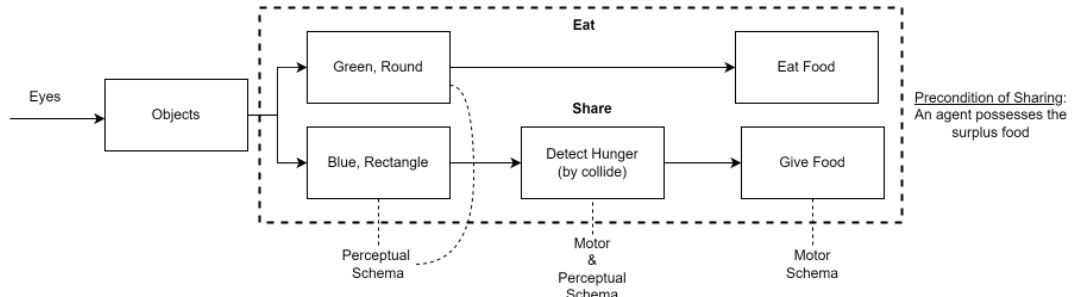 Eat
Green, Round
Eat Food
Eyes
Objects
Precondition of Sharing:
An agent possesses the
surplus food
Share
Blue, Rectangle
Detect Hunger
(by collide)
Give Food
Perceptual
Schema
Motor
&
Perceptual
Schema
Motor
Schema